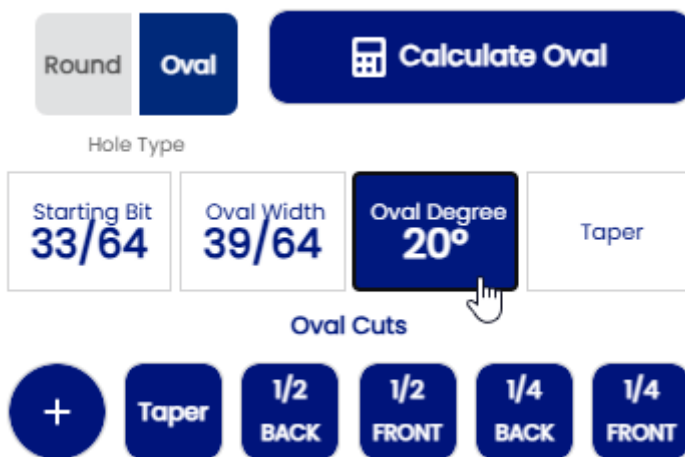 Round
Oval
Calculate Oval
Hole Type
Starting Bit
33/64
Oval Width
39/64
Oval Degree
20º
Taper
Oval Cuts
+
Taper
1/2
BACK
1/2
FRONT
1/4
BACK
1/4
FRONT